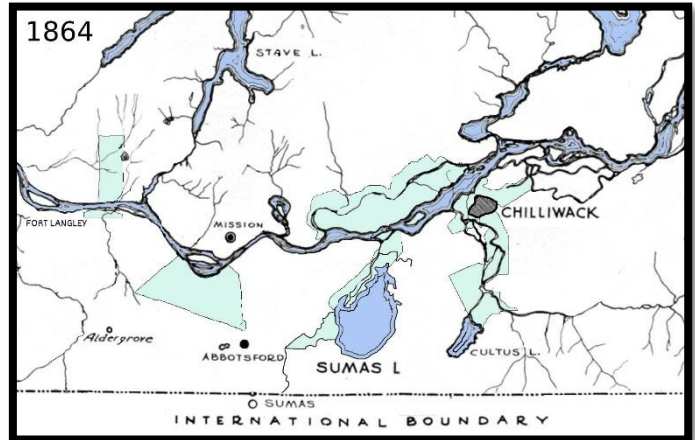 1864
STAVE L.
FORT LANGLEY
MISSION
CHILLIWACK
Aldergrove
ABBOTSFORD
SUMAS L
CULTUS L.
SUMAS
INTERNATIONAL BOUNDARY